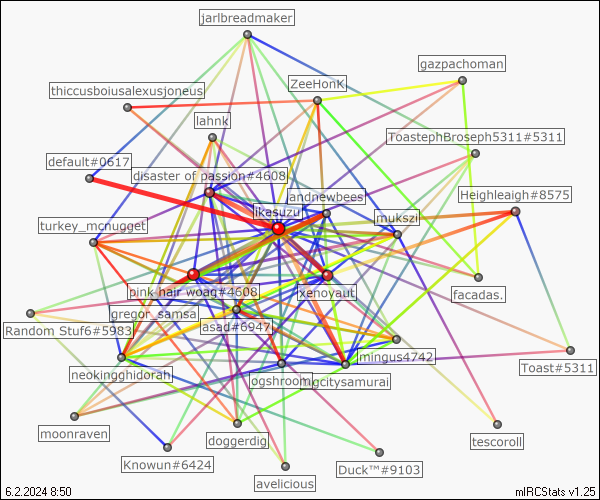 jarlbreadmaker
gazpachoman
ZeeHonK
thiccusboiusalexusjoneus
lahnk
ToastephBroseph5311#5311
default#0617
disaster of passion#4608
andnewbees
Heighleaigh#8575
ikasuzu
mukszi
turkey_mcnugget
pink hair woag#4608
xenoyaut
facadas.
gregor_samsa
Random Stuf6#5983
asad#6947
mingus4742
Toast#5311
neokingghidorah
ogshroom
gcitysamurai
moonraven
doggerdig
tescoroll
Knowun#6424
Duck™#9103
avelicious
6.2.2024 8:50
mIRCStats v1.25